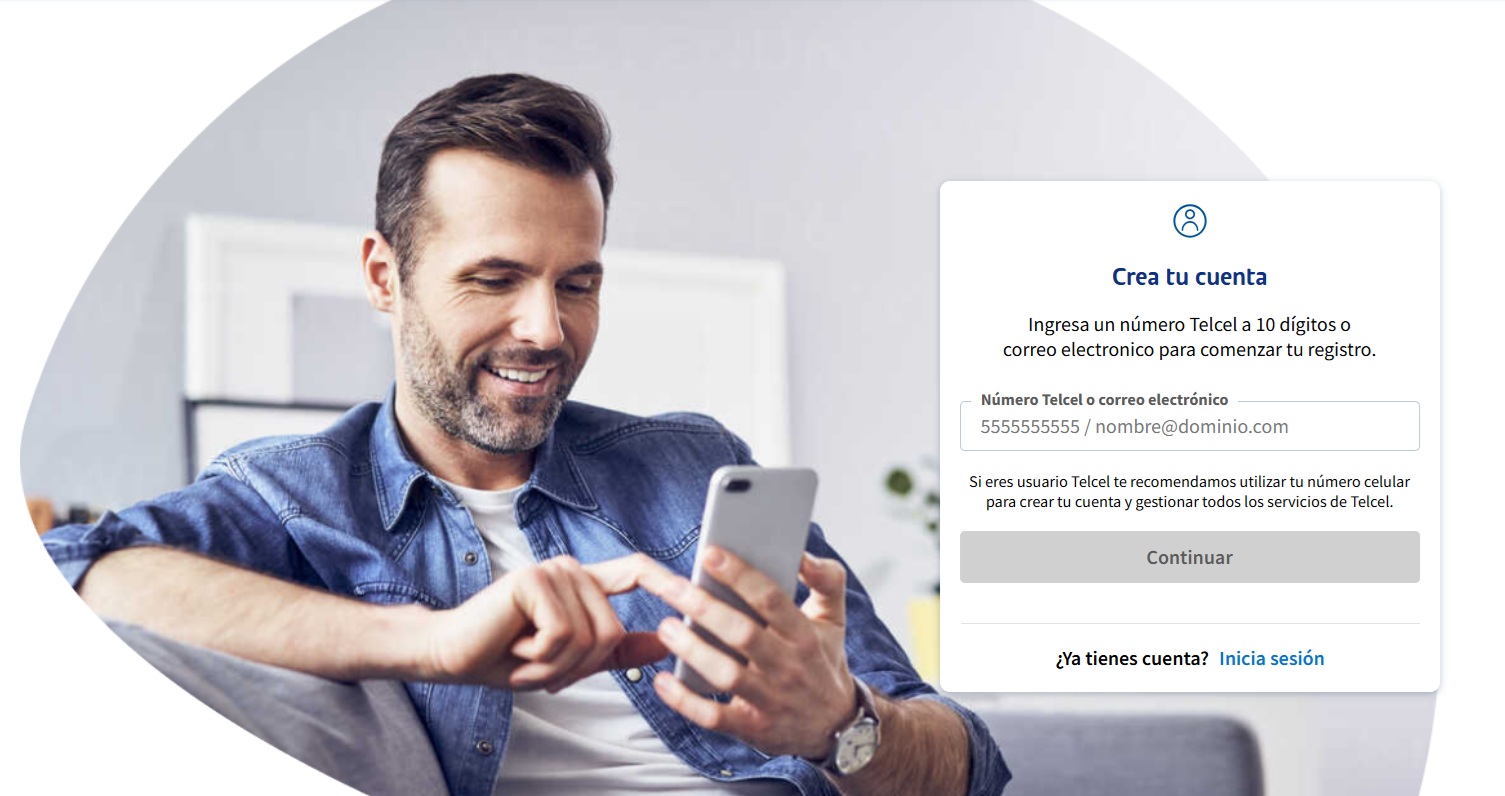 Crea tu cuenta
Ingresa un número Telcel a 10 dígitos o
correo electronico para comenzar tu registro.
Número Telcel o correo electrónico
5555555555 / nombre@dominio.com
Si eres usuario Telcel te recomendamos utilizar tu número celular
para crear tu cuenta y gestionar todos los servicios de Telcel.
Continuar
¿Ya tienes cuenta? Inicia sesión